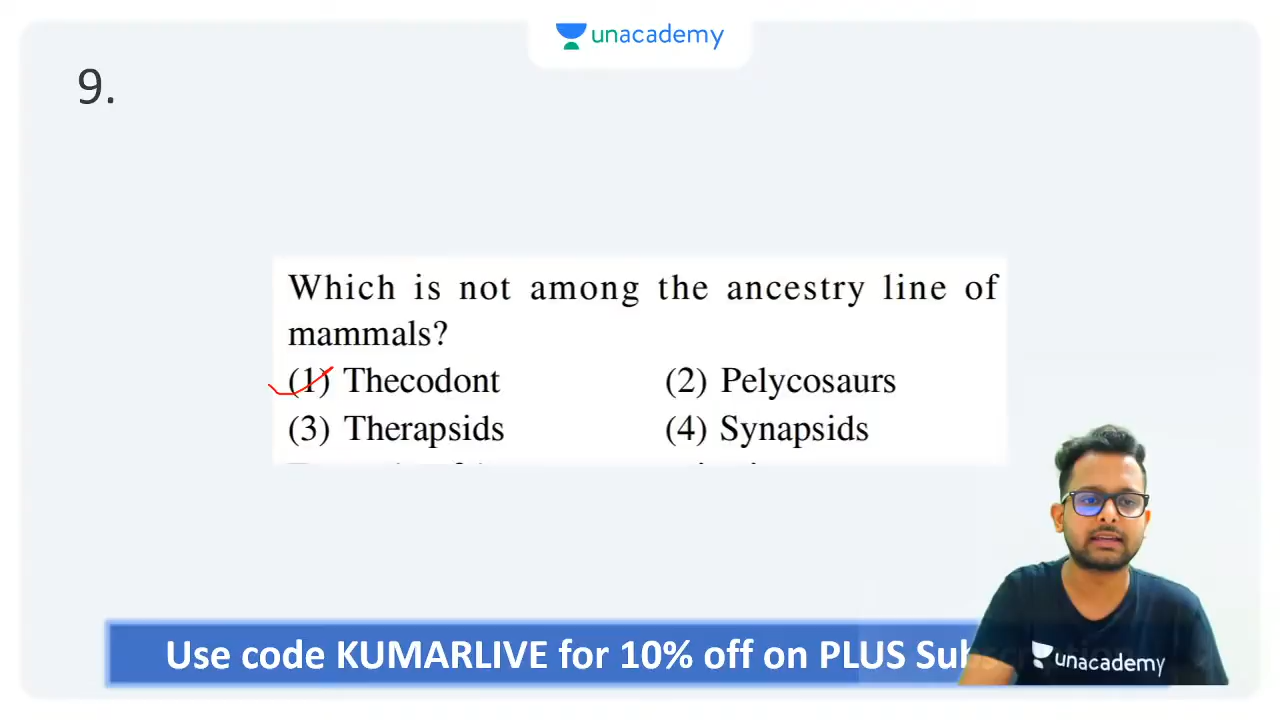 unacademy
9.
Which is not among the ancestry line of
mammals?
(1) Thecodont (2) Pelycosaurs
(3) Therapsids (4) Synapsids
Use code KUMARLIVE for 10% off on PLUS
unacademy